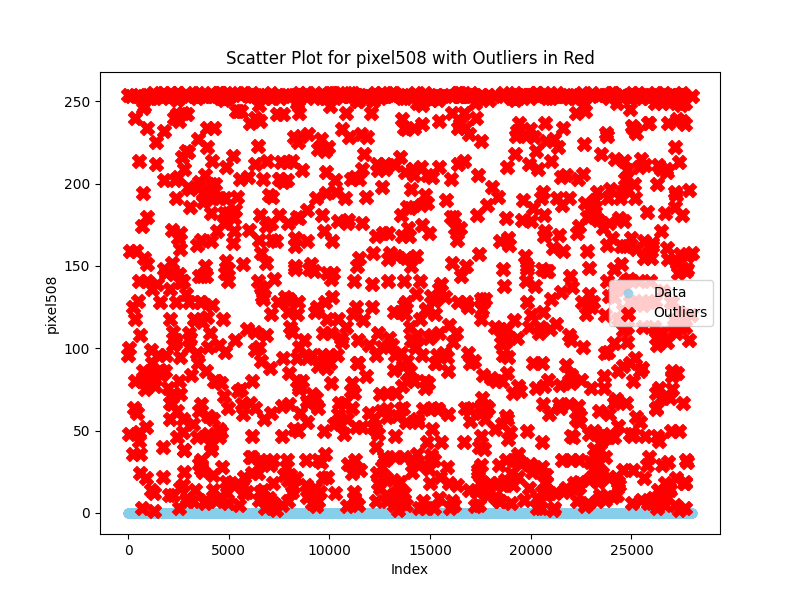 Scatter Plot for pixel508 with Outliers in Red
250
200
150
100
50
0
pixel508
Data
Outliers
0 5000 10000 15000 20000 25000
Index